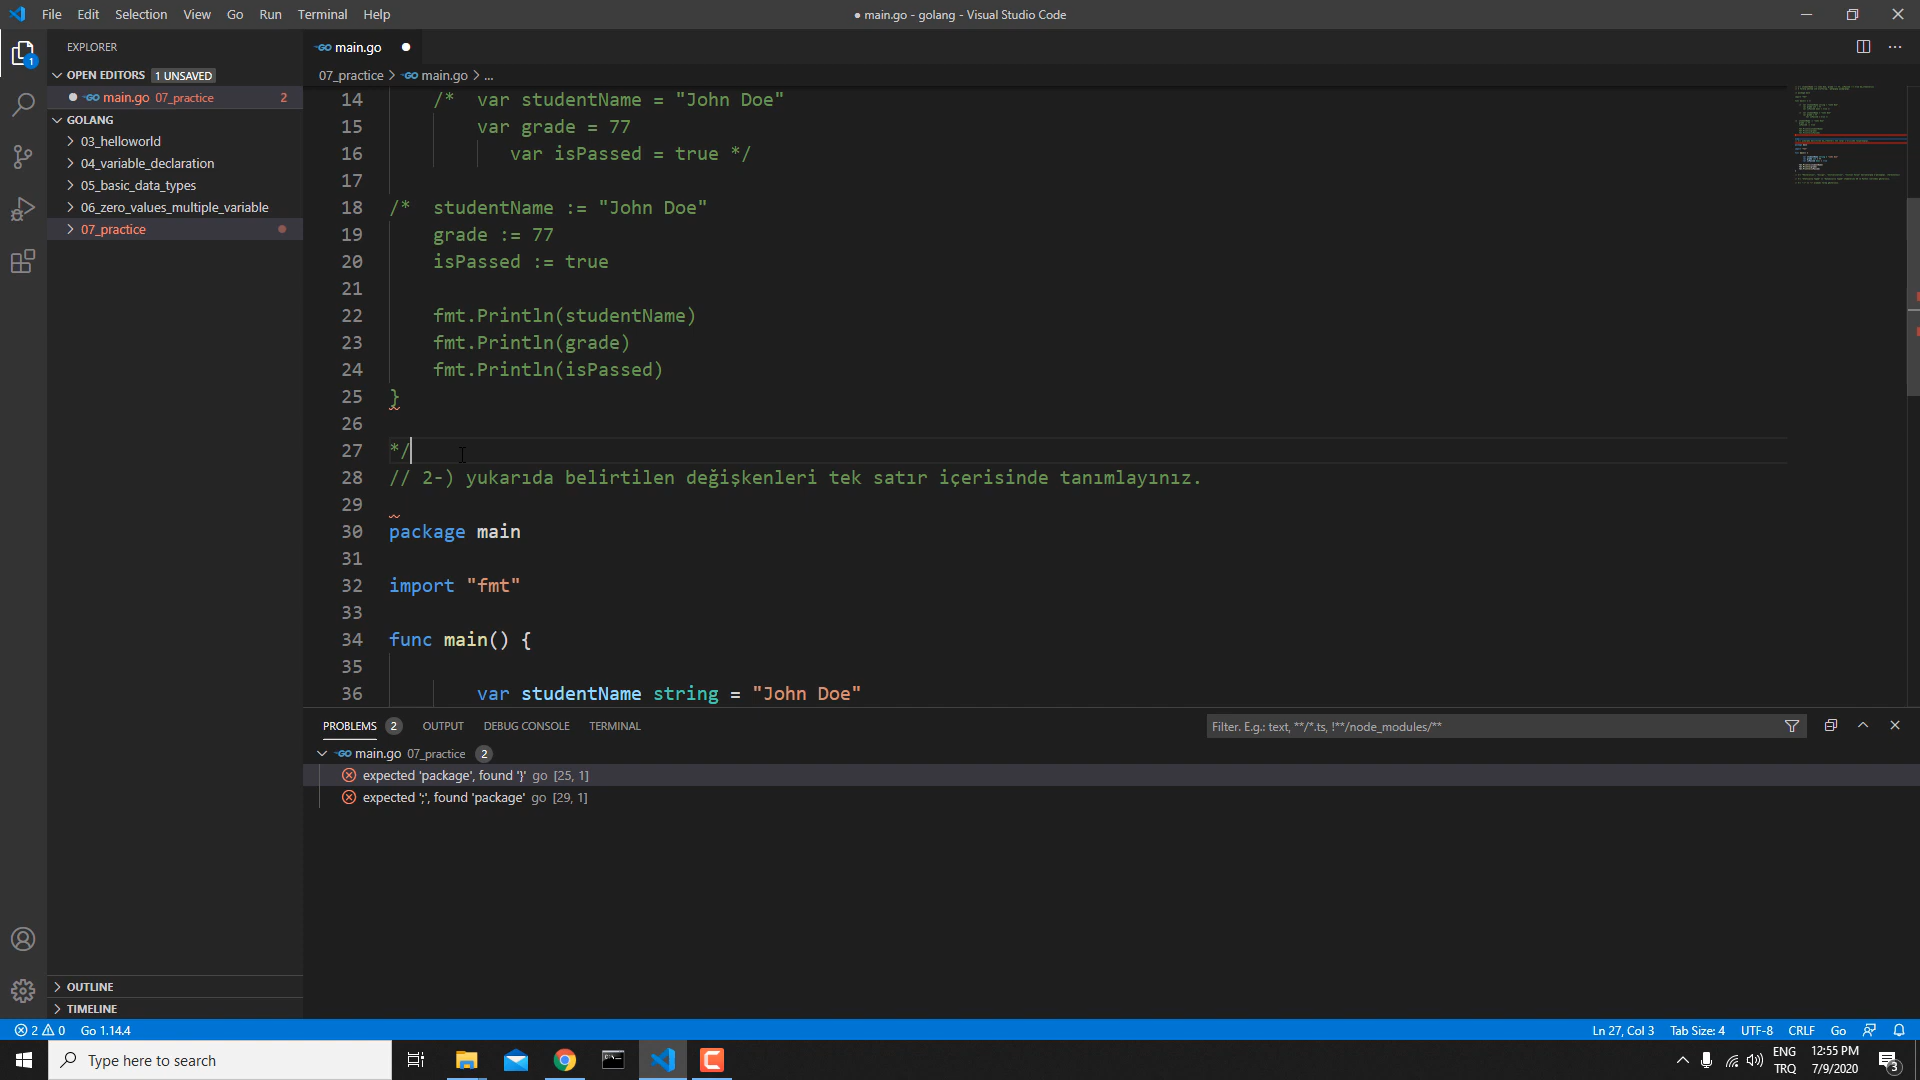 File Edit Selection View Go Run Terminal Help
● main.go - golang - Visual Studio Code
EXPLORER
OPEN EDITORS 1 UNSAVED
main.go 07_practice 2
GOLANG
03_helloworld
04_variable_declaration
05_basic_data_types
06_zero_values_multiple_variable
07_practice
OUTLINE
TIMELINE
main.go
07_practice > main.go > ...
14 /* var studentName = "John Doe"
15 var grade = 77
16 var isPassed = true */
17
18 /* studentName := "John Doe"
19 grade := 77
20 isPassed := true
21
22 fmt.Println(studentName)
23 fmt.Println(grade)
24 fmt.Println(isPassed)
25 }
26
27 */
28 // 2-) yukarıda belirtilen değişkenleri tek satır içerisinde tanımlayınız.
29
30 package main
31
32 import "fmt"
33
34 func main() {
35
36 var studentName string = "John Doe"
PROBLEMS 2 OUTPUT DEBUG CONSOLE TERMINAL
Filter. E.g.: text, **/*.ts, !**/node_modules/**
main.go 07_practice 2
expected 'package', found '}' go [25, 1]
expected ';', found 'package' go [29, 1]
2 0 Go 1.14.4
Ln 27, Col 3 Tab Size: 4 UTF-8 CRLF Go
Type here to search
ENG
TRQ
12:55 PM
7/9/2020
3
1